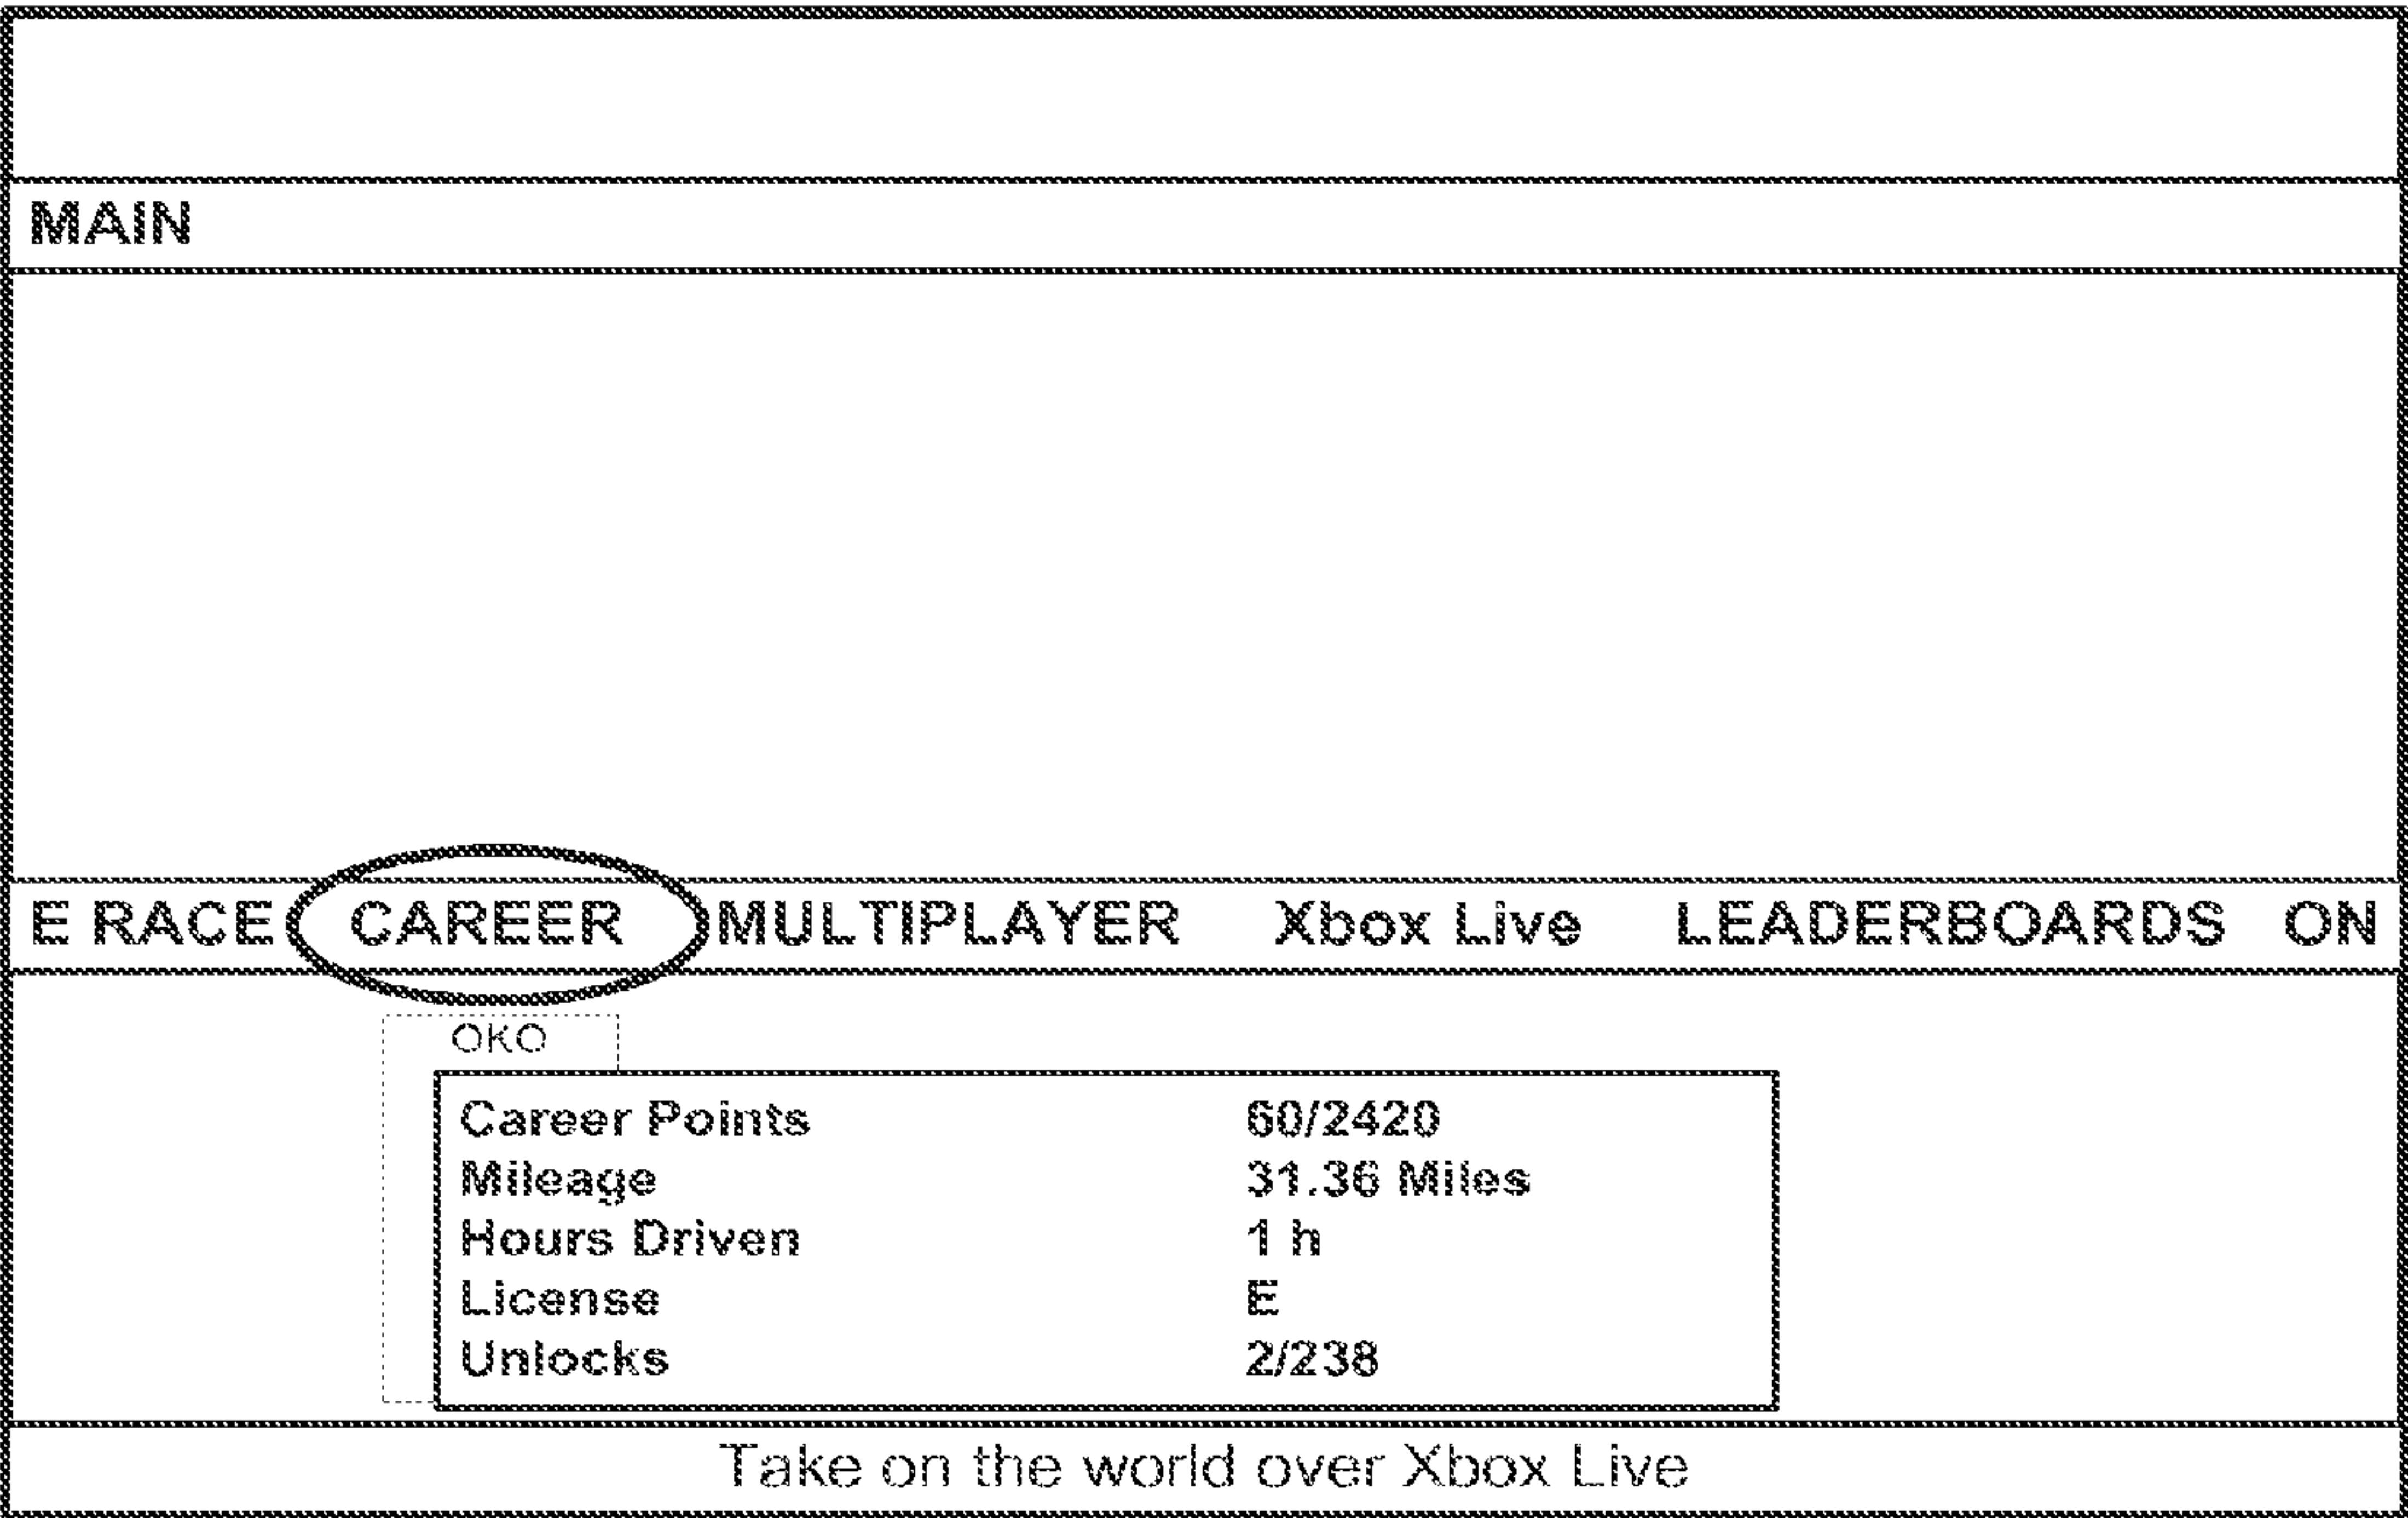 MAIN
E RACE CAREER MULTIPLAYER Xbox Live LEADERBOARDS ON
OKO
Career Points 60/2420
Mileage 31.36 Miles
Hours Driven 1 h
License E
Unlocks 2/238
Take on the world over Xbox Live